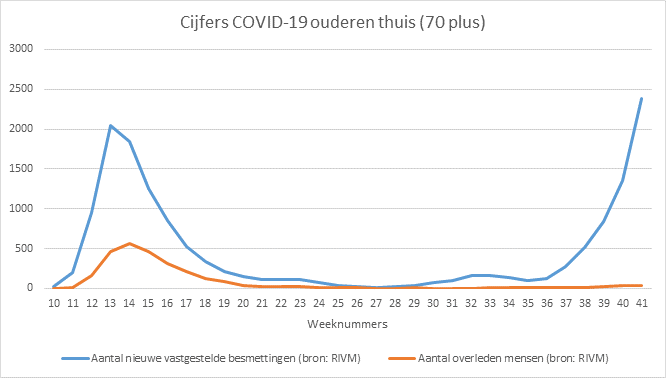 Cijfers COVID-19 ouderen thuis (70 plus)
3000
2500
2000
1500
1000
500
0
10 11 12 13 14 15 16 17 18 19 20 21 22 23 24 25 26 27 28 29 30 31 32 33 34 35 36 37 38 39 40 41
Weeknummers
Aantal nieuwe vastgestelde besmettingen (bron: RIVM) Aantal overleden mensen (bron: RIVM)